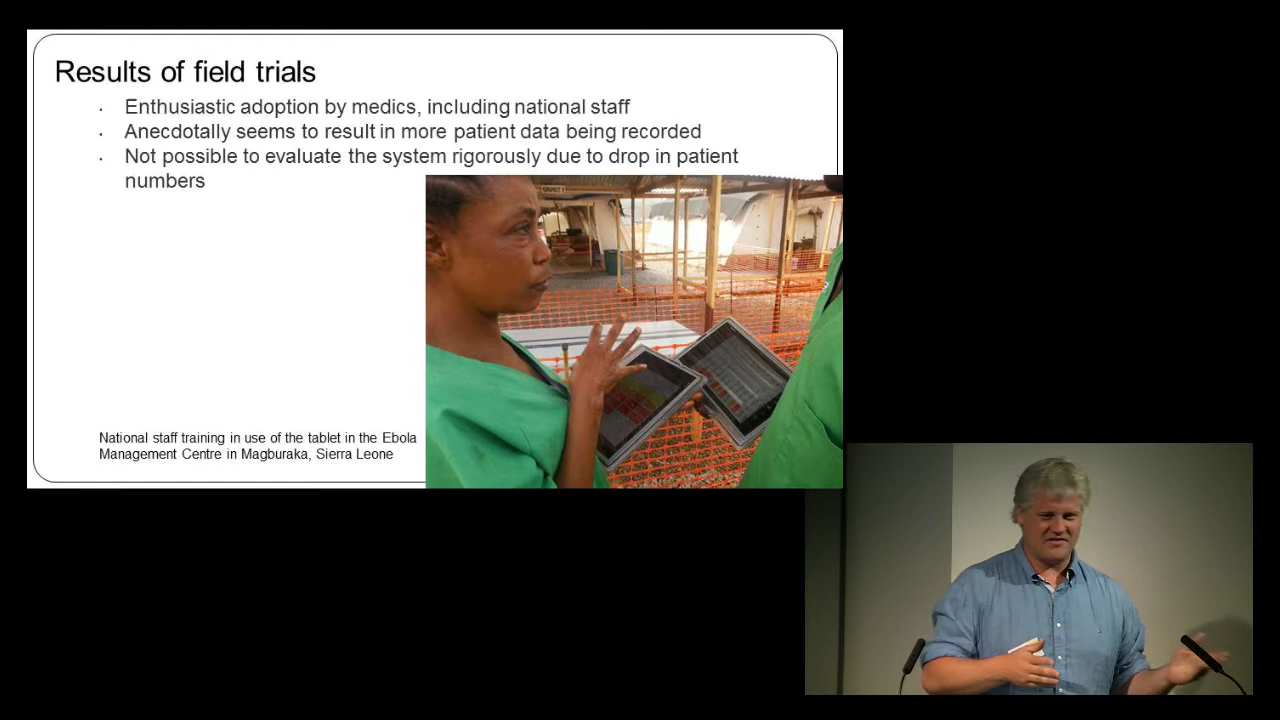 Results of field trials
· Enthusiastic adoption by medics, including national staff
· Anecdotally seems to result in more patient data being recorded
· Not possible to evaluate the system rigorously due to drop in patient
numbers
National staff training in use of the tablet in the Ebola
Management Centre in Magburaka, Sierra Leone